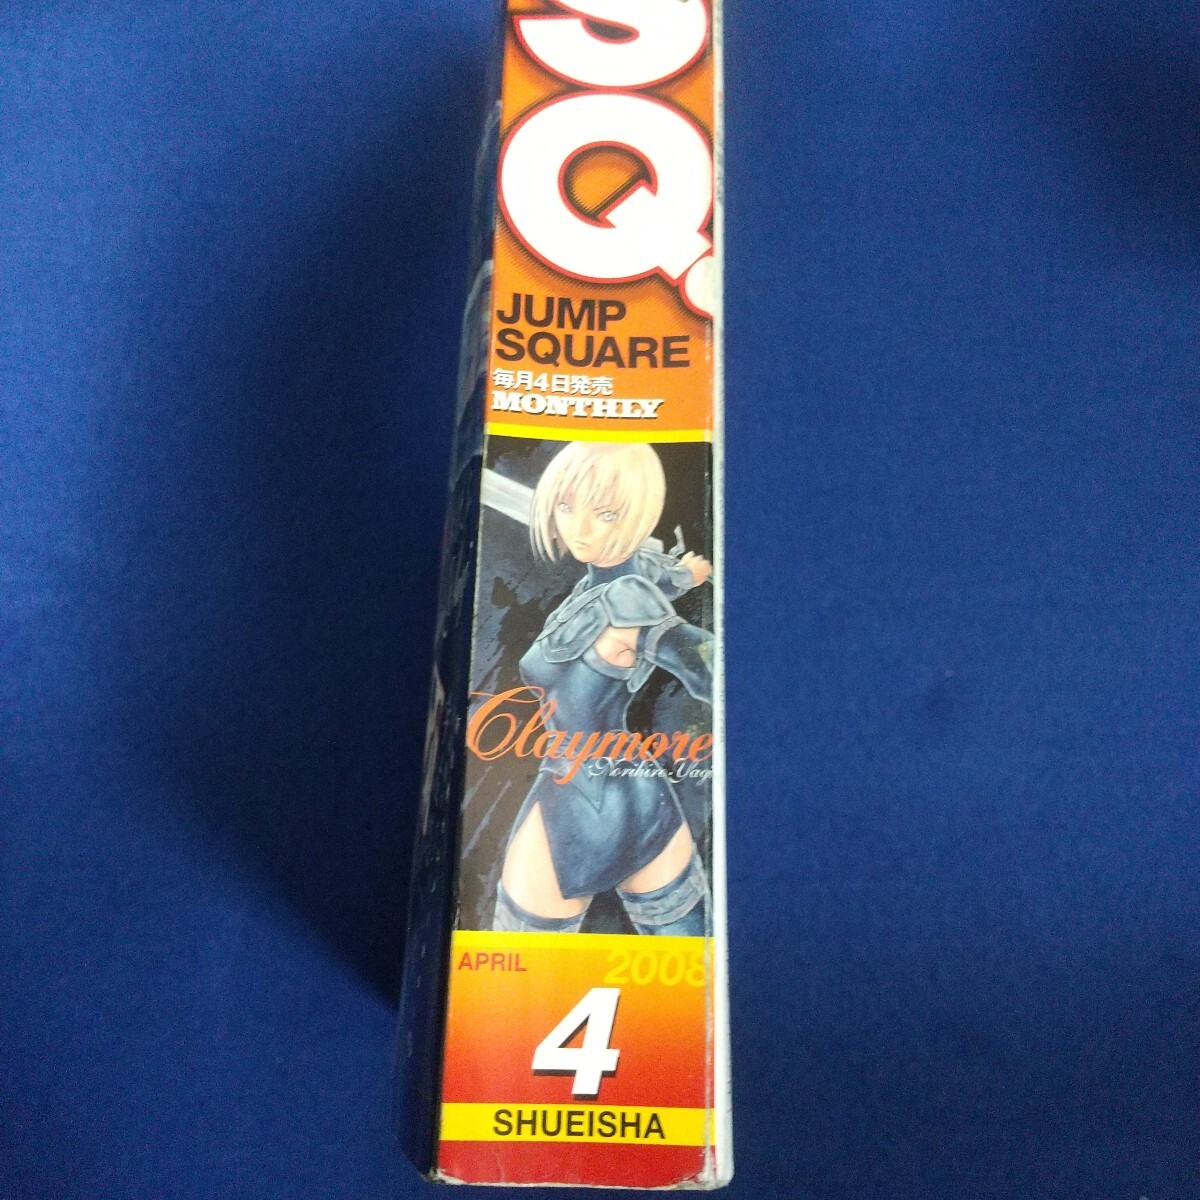 SQ.
JUMP
SQUARE
毎月4日発売
MONTHLY
Claymore
Norihiro·Yagi
APRIL
2008
4
SHUEISHA